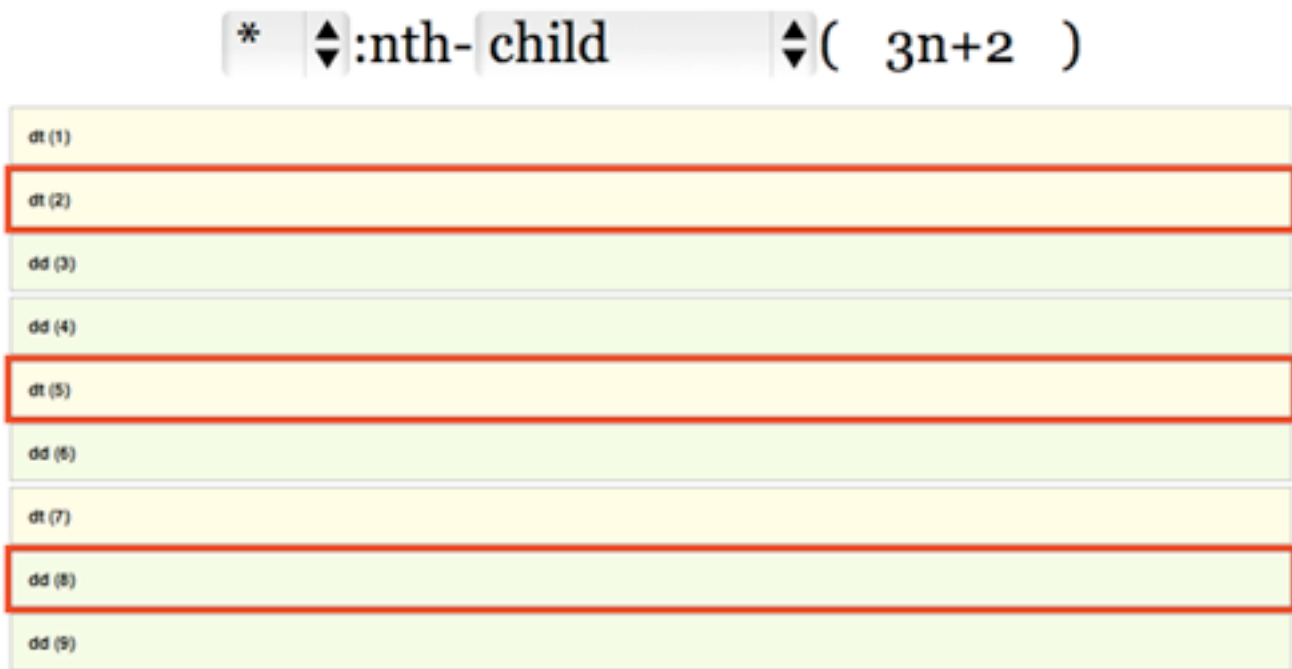 * :nth- child ( 3n+2 )
dt (1)
dt (2)
dd (3)
dd (4)
dt (5)
dd (6)
dt (7)
dd (8)
dd (9)